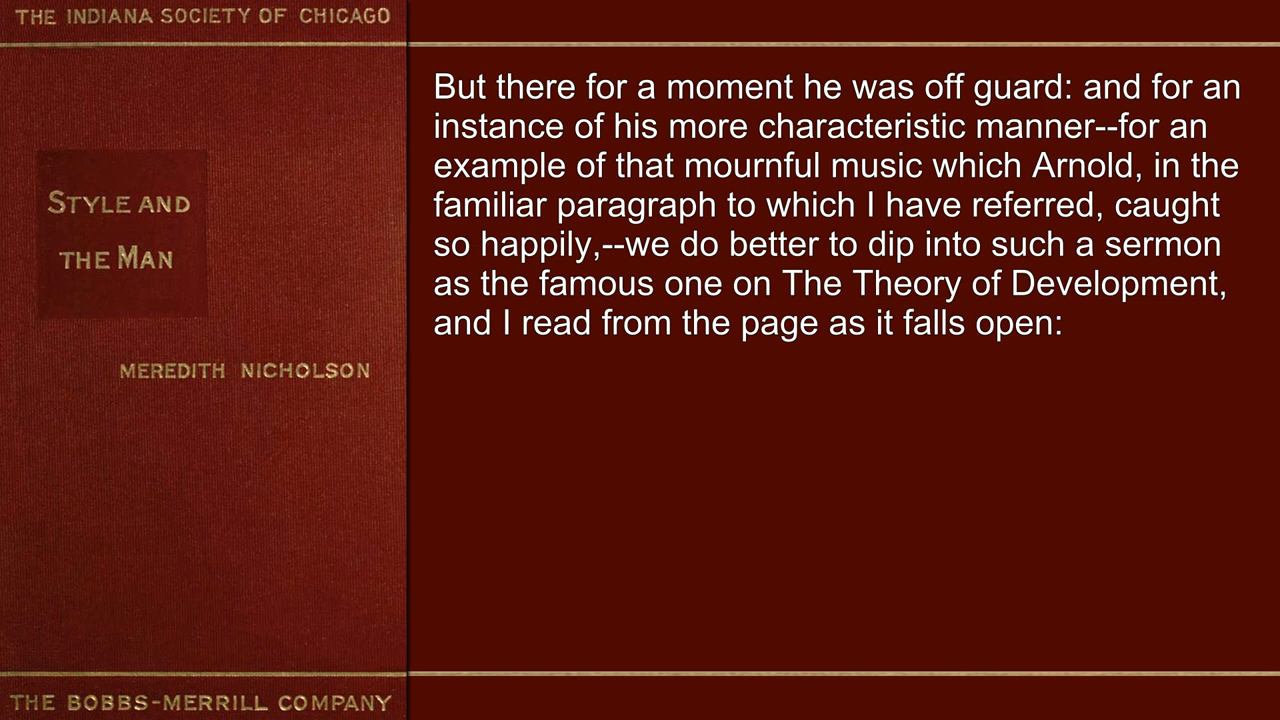 THE INDIANA SOCIETY OF CHICAGO
STYLE AND
THE MAN
MEREDITH NICHOLSON
THE BOBBS-MERRILL COMPANY
But there for a moment he was off guard: and for an
instance of his more characteristic manner--for an
example of that mournful music which Arnold, in the
familiar paragraph to which I have referred, caught
so happily,--we do better to dip into such a sermon
as the famous one on The Theory of Development,
and I read from the page as it falls open: